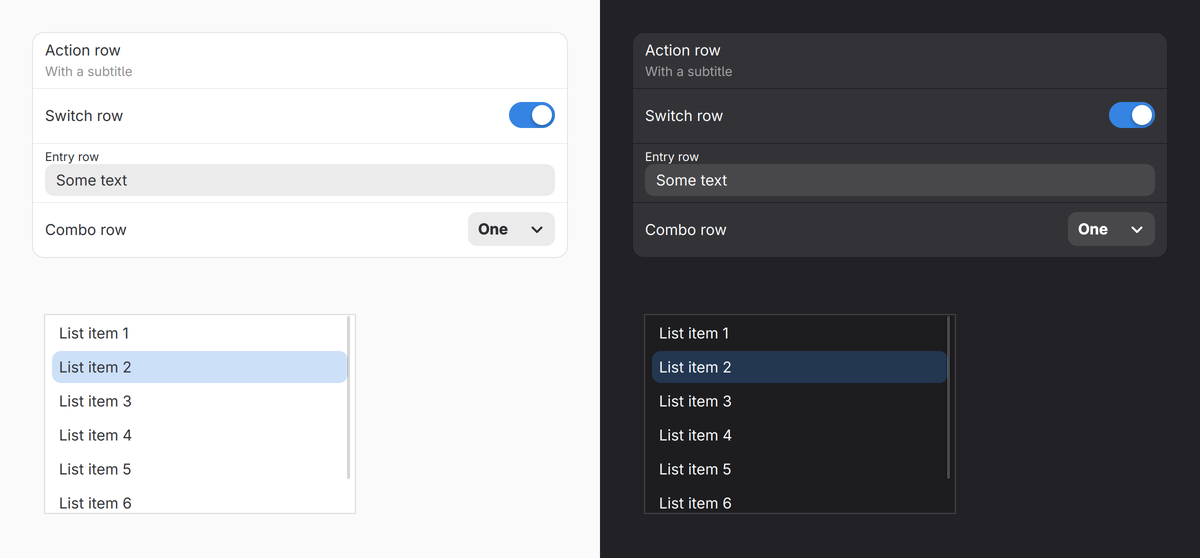 Action row
With a subtitle
Switch row
Entry row
Some text
Combo row
One
List item 1
List item 2
List item 3
List item 4
List item 5
List item 6
Action row
With a subtitle
Switch row
Entry row
Some text
Combo row
One
List item 1
List item 2
List item 3
List item 4
List item 5
List item 6